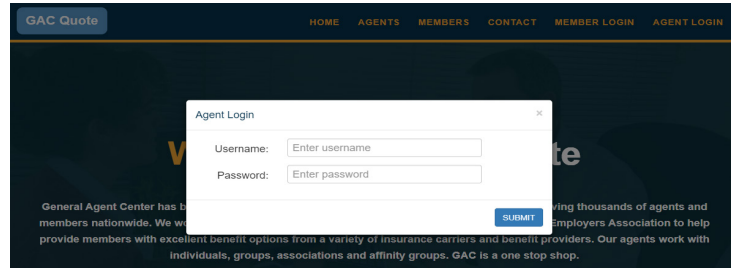 GAC Quote
HOME AGENTS MEMBERS CONTACT MEMBER LOGIN AGENT LOGIN
Agent Login ×
te
Username: Enter username
Password: Enter password
SUBMIT
General Agent Center has ving thousands of agents and
members nationwide. We Employers Association to help
provide members with excellent benefit options from a variety of insurance carriers and benefit providers. Our agents work with
individuals, groups, associations and affinity groups. GAC is a one stop shop.